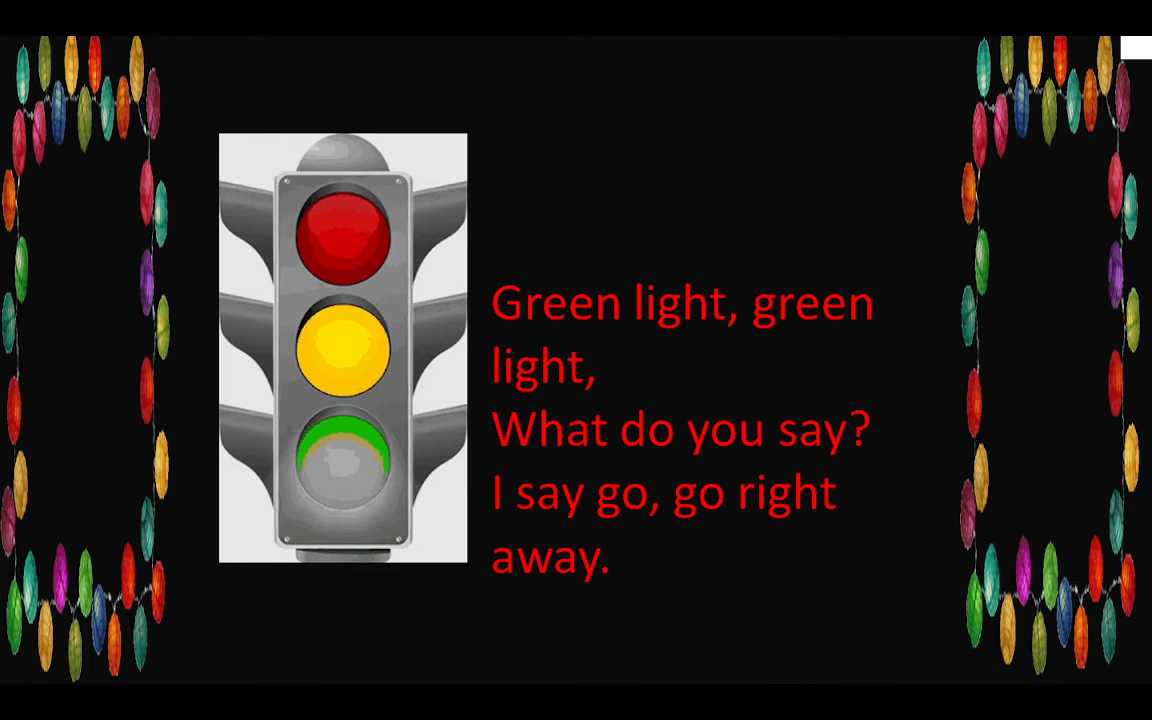 Green light, green
light,
What do you say?
I say go, go right
away.